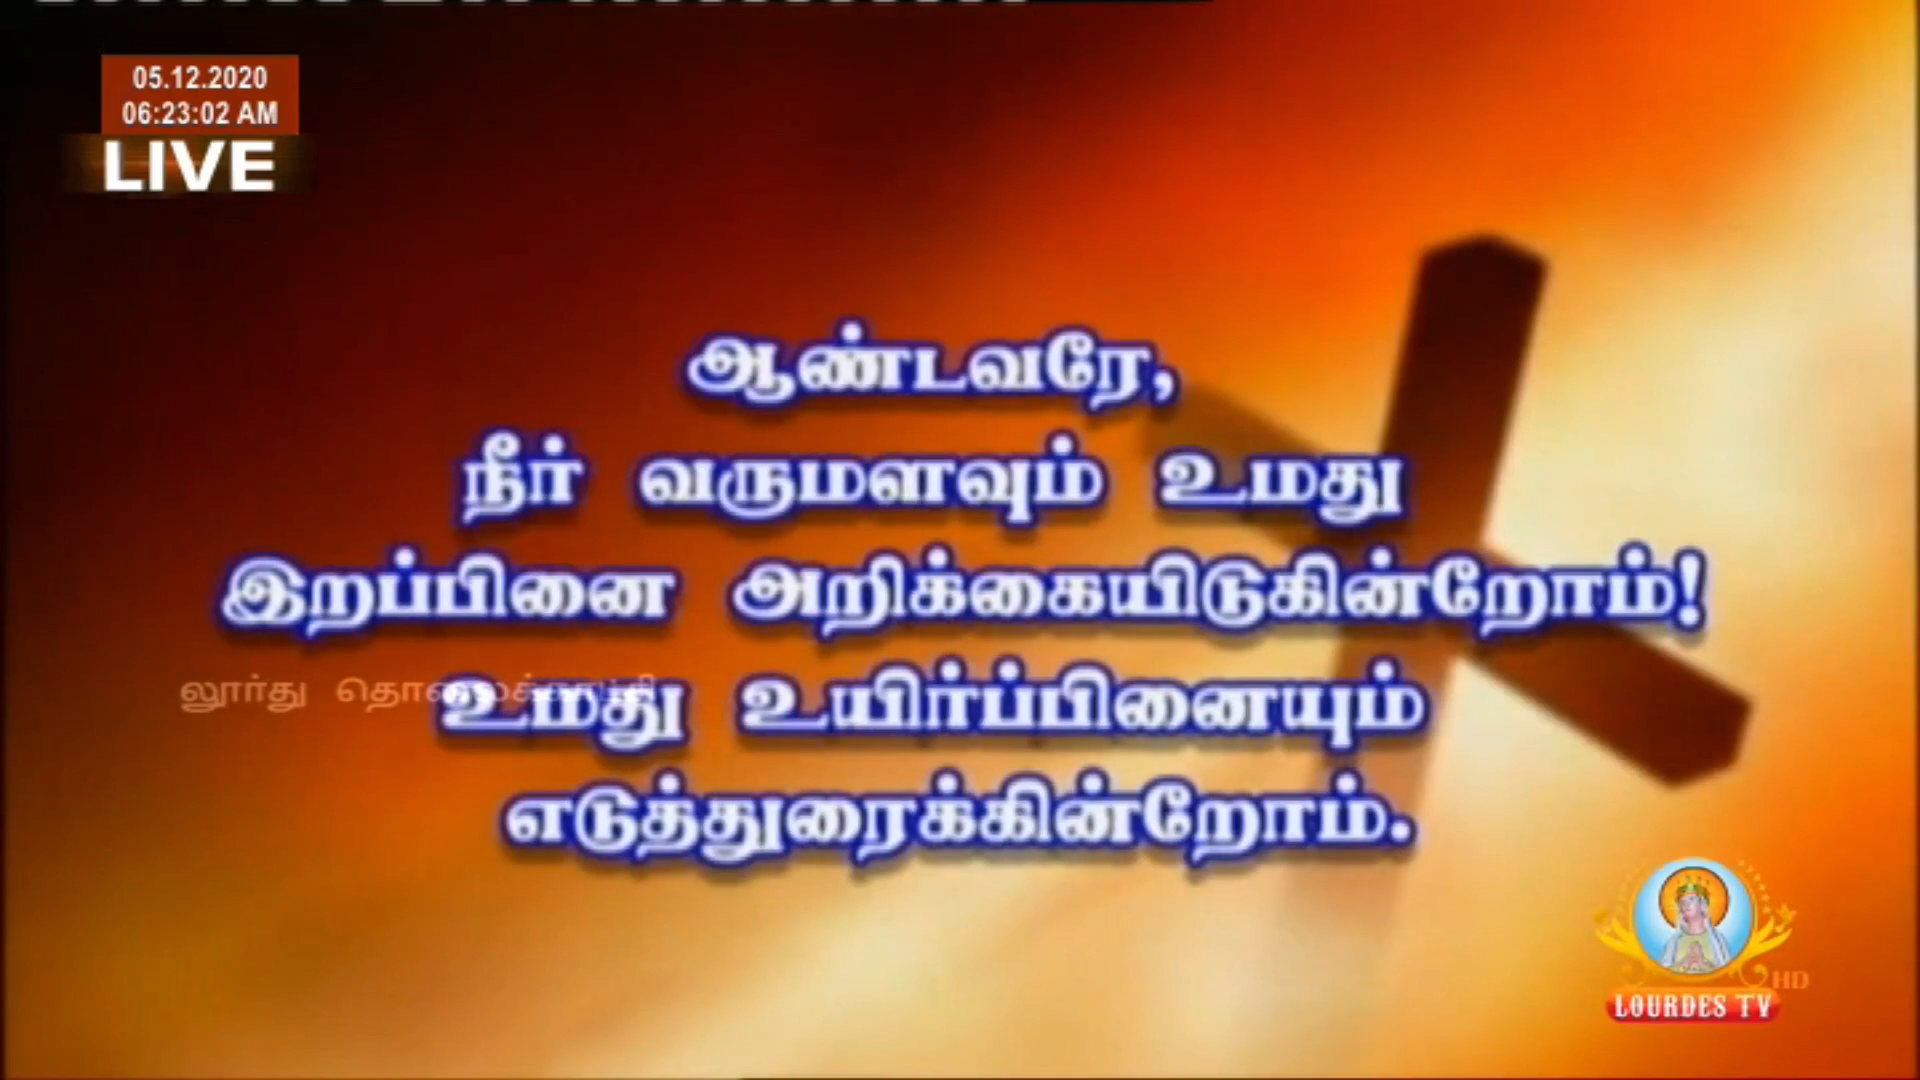 05.12.2020
06:23:02 AM
LIVE
ஆண்டவரே,
நீர் வருமளவும் உமது
இறப்பினை அறிக்கையிடுகின்றோம்!
உமது உயிர்ப்பினையும்
எடுத்துரைக்கின்றோம்.
லூர்து தொலைக்காட்சி
HD
LOURDES TV